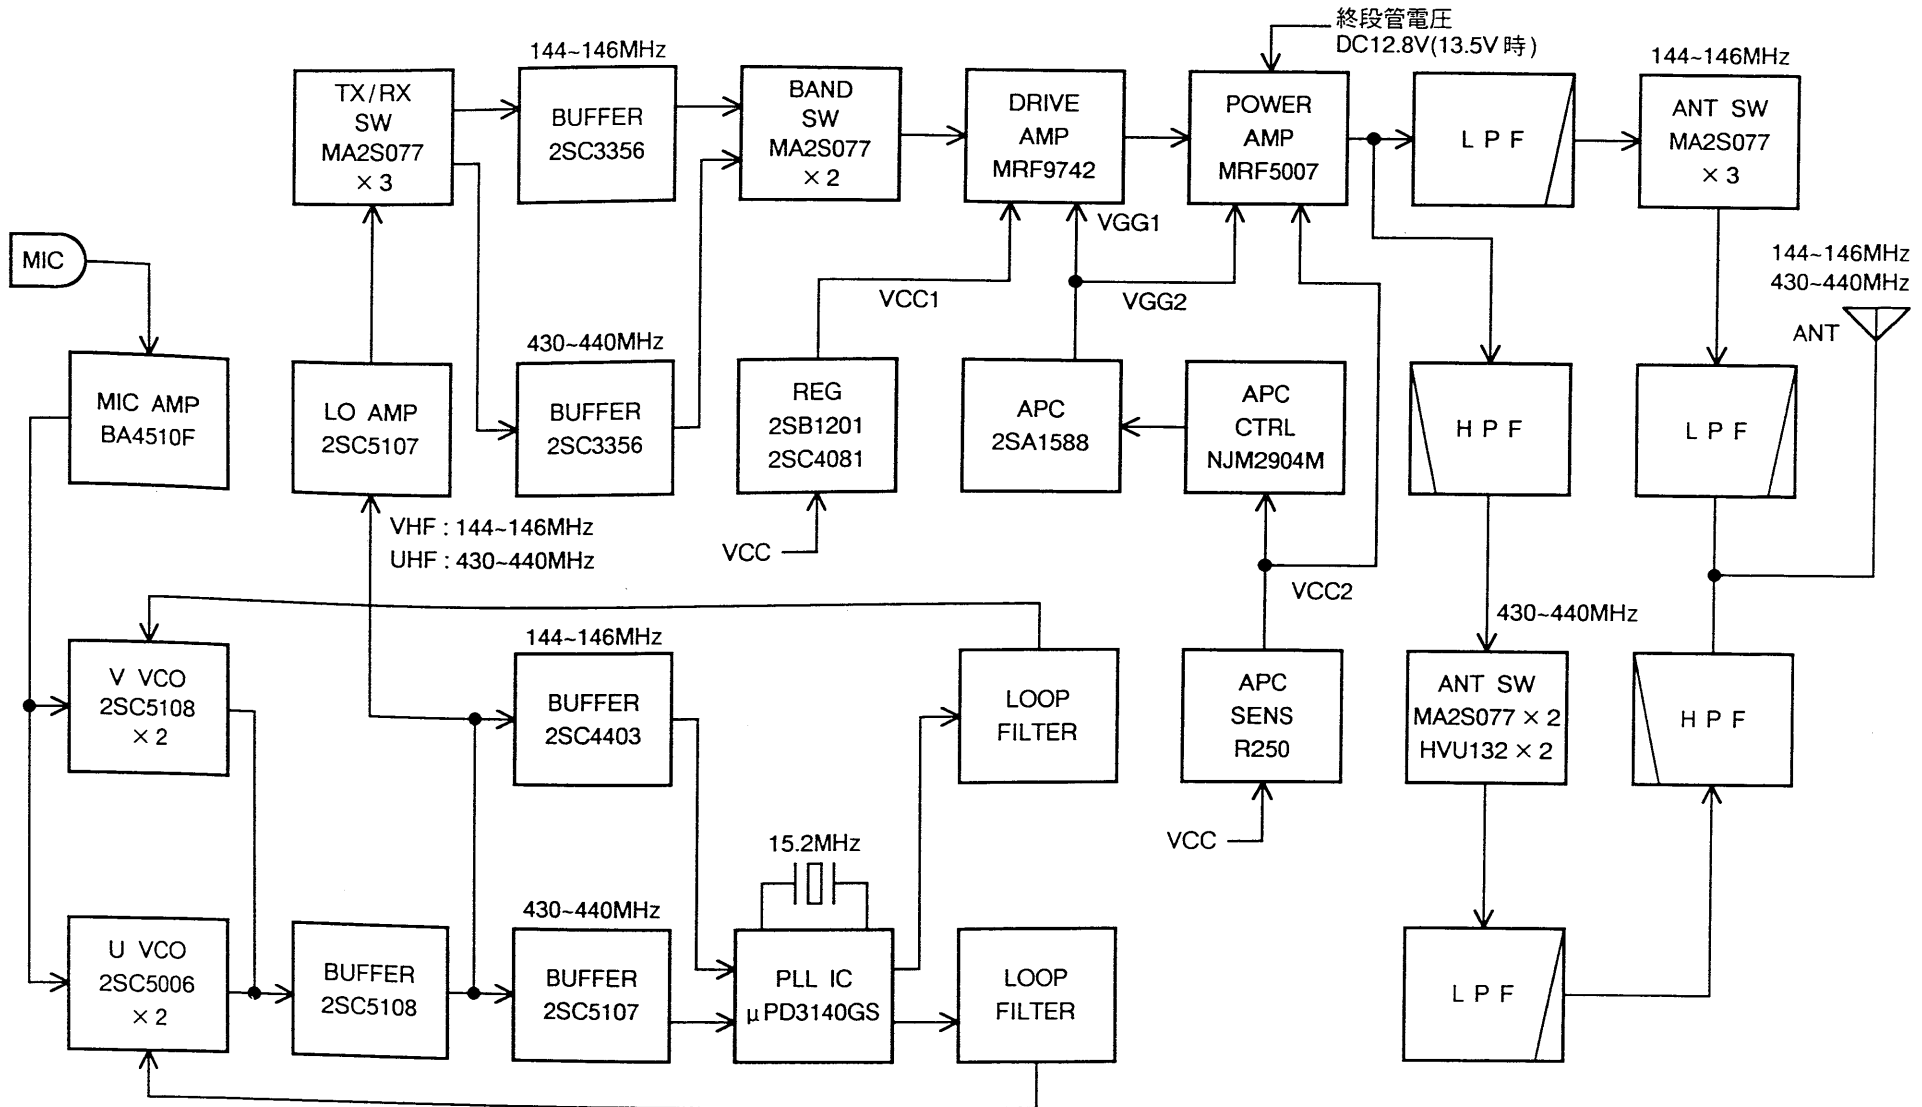 終段管電圧
DC12.8V(13.5V 時)
144~146MHz
TX/RX
SW
MA2S077
× 3
BUFFER
2SC3356
BAND
SW
MA2S077
× 2
DRIVE
AMP
MRF9742
POWER
AMP
MRF5007
L P F
144~146MHz
ANT SW
MA2S077
× 3
MIC
VGG1
VCC1
VGG2
144~146MHz
430~440MHz
ANT
MIC AMP
BA4510F
LO AMP
2SC5107
430~440MHz
BUFFER
2SC3356
REG
2SB1201
2SC4081
APC
2SA1588
APC
CTRL
NJM2904M
H P F
L P F
VHF : 144~146MHz
UHF : 430~440MHz
VCC
VCC2
V VCO
2SC5108
× 2
144~146MHz
BUFFER
2SC4403
LOOP
FILTER
APC
SENS
R250
430~440MHz
ANT SW
MA2S077 × 2
HVU132 × 2
H P F
VCC
15.2MHz
U VCO
2SC5006
× 2
BUFFER
2SC5108
430~440MHz
BUFFER
2SC5107
PLL IC
μPD3140GS
LOOP
FILTER
L P F